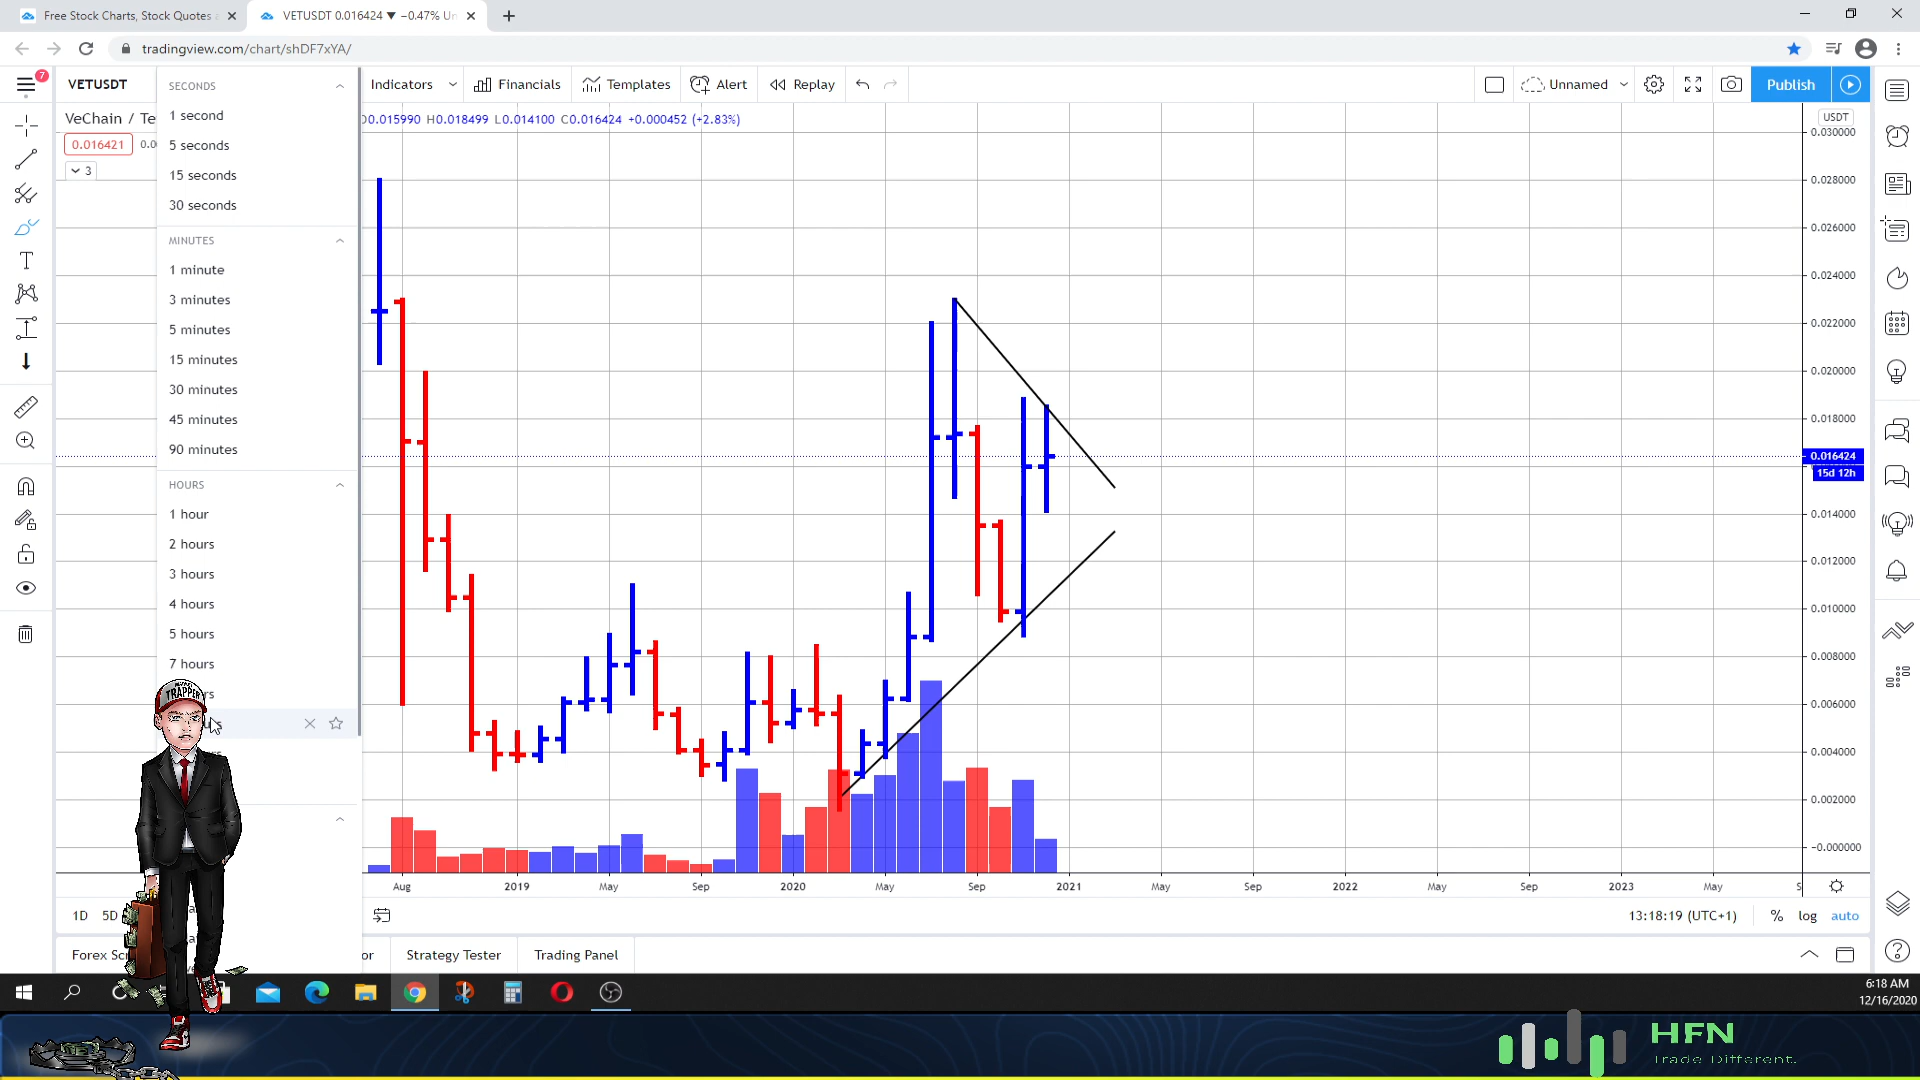 Free Stock Charts, Stock Quotes a
VETUSDT 0.016424 ▼ −0.47% Un
tradingview.com/chart/shDF7xYA/
7
VETUSDT
SECONDS
Indicators
Financials
Templates
Alert
Replay
Unnamed
Publish
VeChain / Te
1 second
O0.015990 H0.018499 L0.014100 C0.016424 +0.000452 (+2.83%)
USDT
0.016421
0.0
5 seconds
3
15 seconds
30 seconds
MINUTES
1 minute
3 minutes
5 minutes
15 minutes
30 minutes
45 minutes
90 minutes
HOURS
1 hour
2 hours
3 hours
4 hours
5 hours
7 hours
0.030000
0.028000
0.026000
0.024000
0.022000
0.020000
0.018000
0.016424
15d 12h
0.014000
0.012000
0.010000
0.008000
0.006000
0.004000
0.002000
−0.000000
TRAPPER
Aug
2019
May
Sep
2020
May
Sep
2021
May
Sep
2022
May
Sep
2023
May
S
1D
5D
13:18:19 (UTC+1)
%
log
auto
Forex Scr
or
Strategy Tester
Trading Panel
6:18 AM
12/16/2020
HFN
Trade Different.